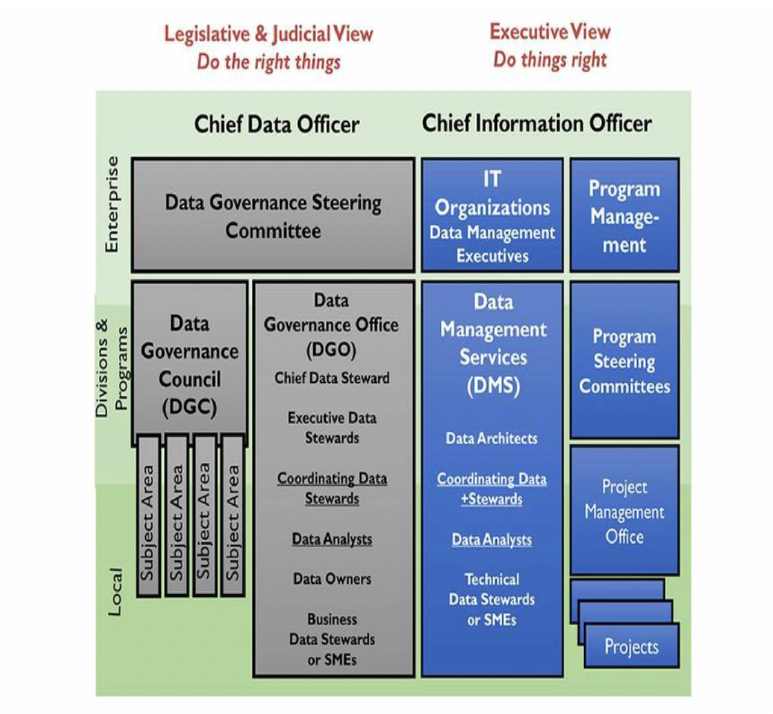 Legislative & Judicial View
Do the right things
Executive View
Do things right
Chief Data Officer
Chief Information Officer
Enterprise
Data Governance Steering
Committee
IT
Organizations
Data Management
Executives
Program
Manage-
ment
Divisions &
Programs
Data
Governance
Council
(DGC)
Data
Governance Office
(DGO)
Chief Data Steward
Executive Data
Stewards
Coordinating Data
Stewards
Data Analysts
Data Owners
Business
Data Stewards
or SMEs
Data
Management
Services
(DMS)
Data Architects
Coordinating Data
+Stewards
Data Analysts
Technical
Data Stewards
or SMEs
Program
Steering
Committees
Project
Management
Office
Projects
Local
Subject Area
Subject Area
Subject Area
Subject Area